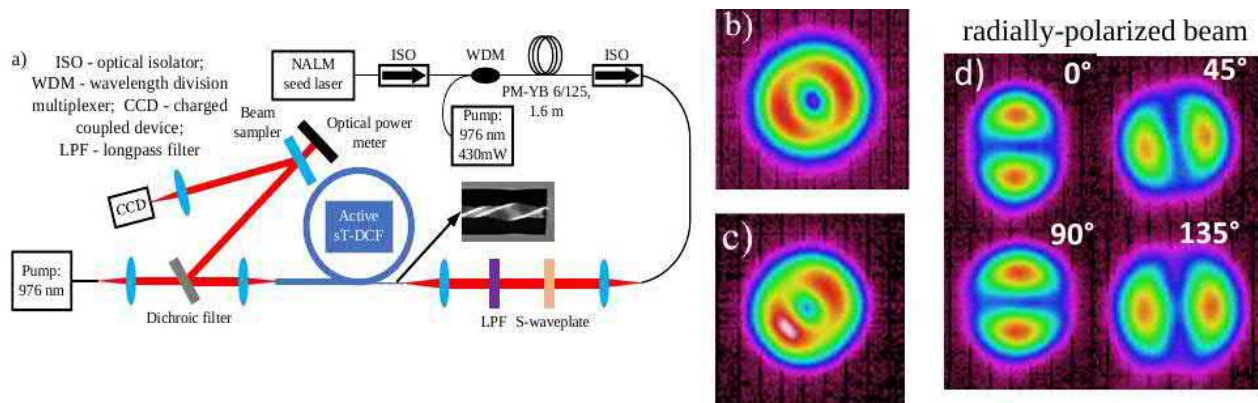 a)
ISO - optical isolator;
WDM - wavelength division
multiplexer; CCD - charged
coupled device;
LPF - longpass filter
NALM
seed laser
ISO
WDM
ISO
PM-YB 6/125,
1.6 m
Pump:
976 nm
430mW
Beam
sampler
Optical power
meter
CCD
Active
sT-DCF
Pump:
976 nm
Dichroic filter
LPF
S-waveplate
b)
c)
radially-polarized beam
d)
0°
45°
90°
135°